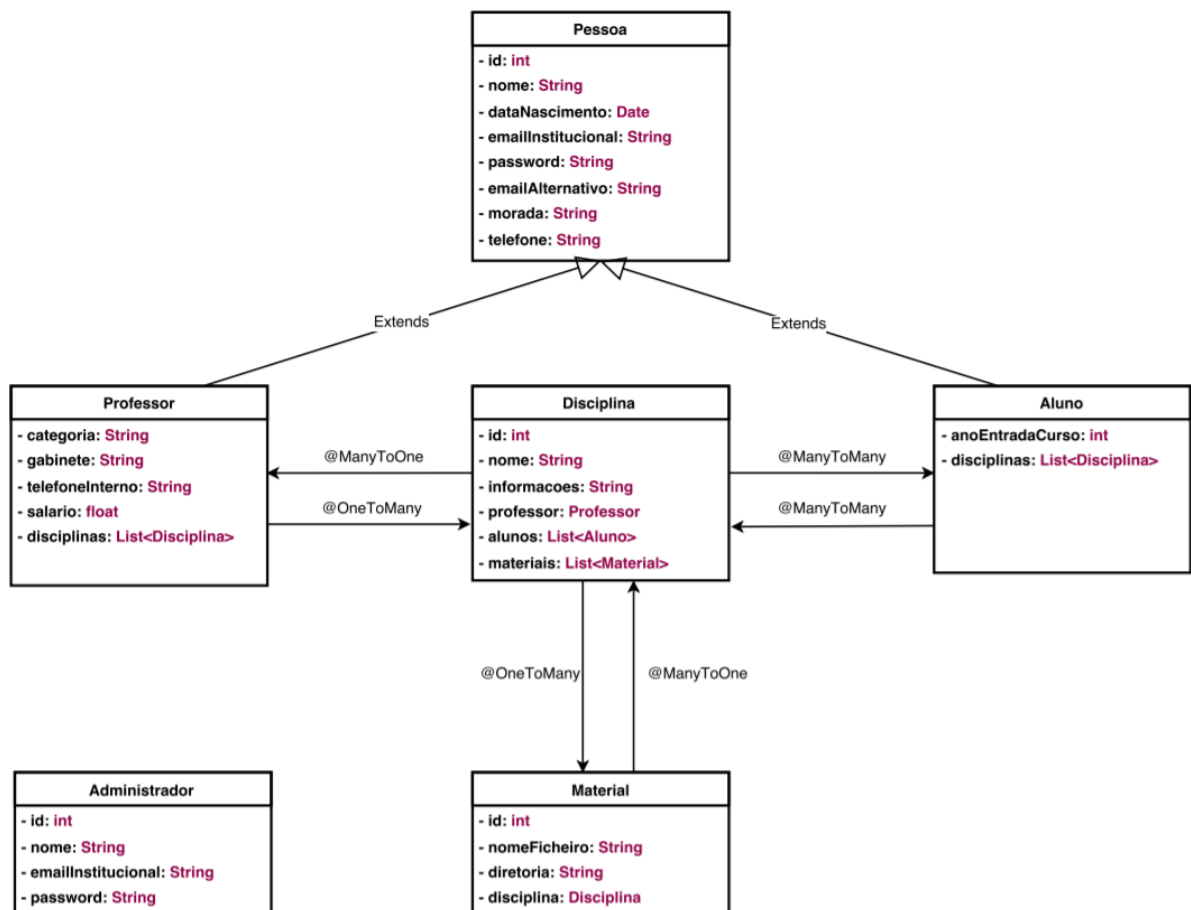 Pessoa
- id: int
- nome: String
- dataNascimento: Date
- emailInstitucional: String
- password: String
- emailAlternativo: String
- morada: String
- telefone: String
Extends
Extends
Professor
- categoria: String
- gabinete: String
- telefoneInterno: String
- salario: float
- disciplinas: List<Disciplina>
@ManyToOne
@OneToMany
Disciplina
- id: int
- nome: String
- informacoes: String
- professor: Professor
- alunos: List<Aluno>
- materiais: List<Material>
@ManyToMany
@ManyToMany
Aluno
- anoEntradaCurso: int
- disciplinas: List<Disciplina>
@OneToMany
@ManyToOne
Administrador
- id: int
- nome: String
- emailInstitucional: String
- password: String
Material
- id: int
- nomeFicheiro: String
- diretoria: String
- disciplina: Disciplina